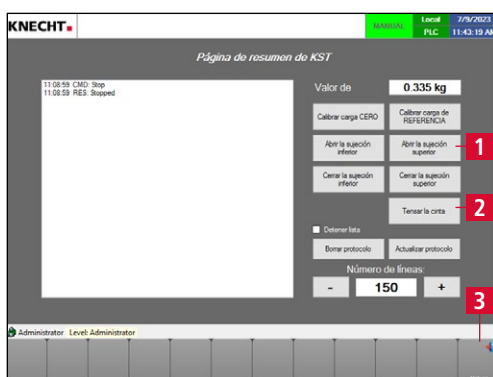 KNECHT
MANUAL
Local
PLC
7/9/2023
11:43:19 AM
Página de resumen de KST
11:08:59 CMD: Stop
11:08:59 RES: Stopped
Valor de
0.335 kg
Calibrar carga CERO
Calibrar carga de
REFERENCIA
Abrir la sujeción
inferior
Abrir la sujeción
superior
1
Cerrar la sujeción
inferior
Cerrar la sujeción
superior
Tensar la cinta
2
Detener lista
Borrar protocolo
Actualizar protocolo
Número de líneas:
-
150
+
3
Administrator Level: Administrator